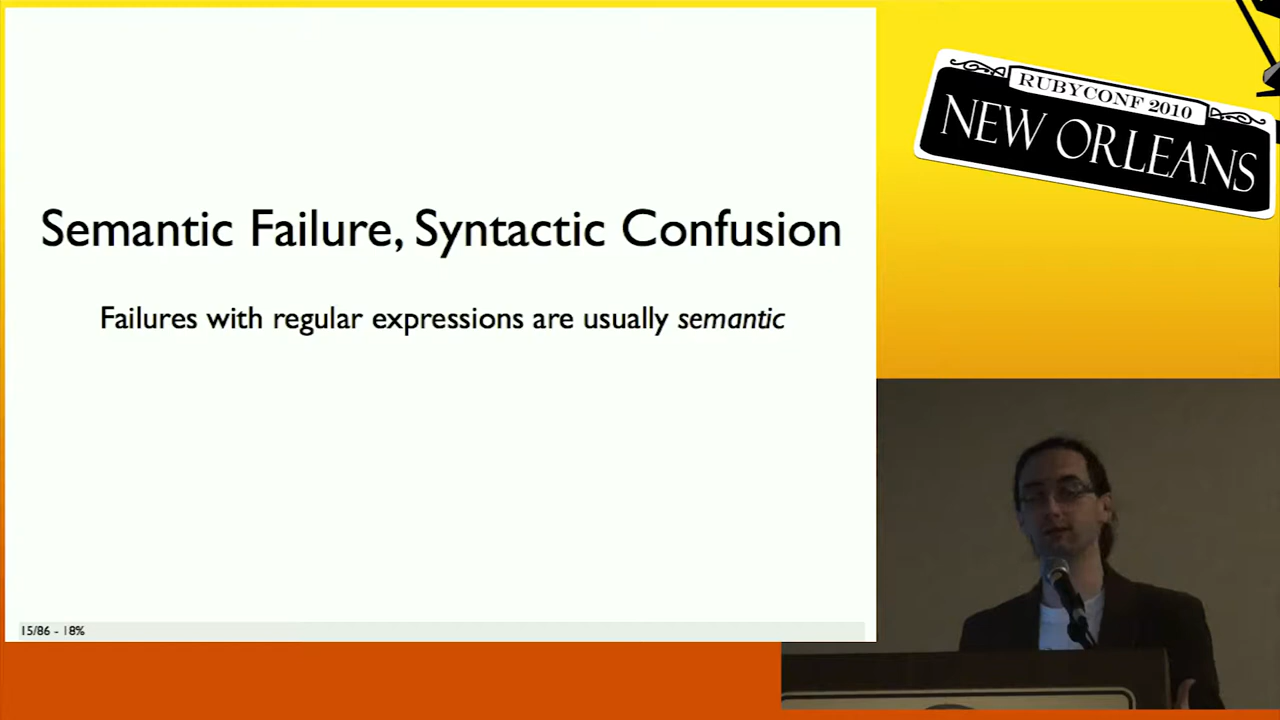 Semantic Failure, Syntactic Confusion
Failures with regular expressions are usually semantic
15/86 - 18%
RUBYCONF 2010
NEW ORLEANS